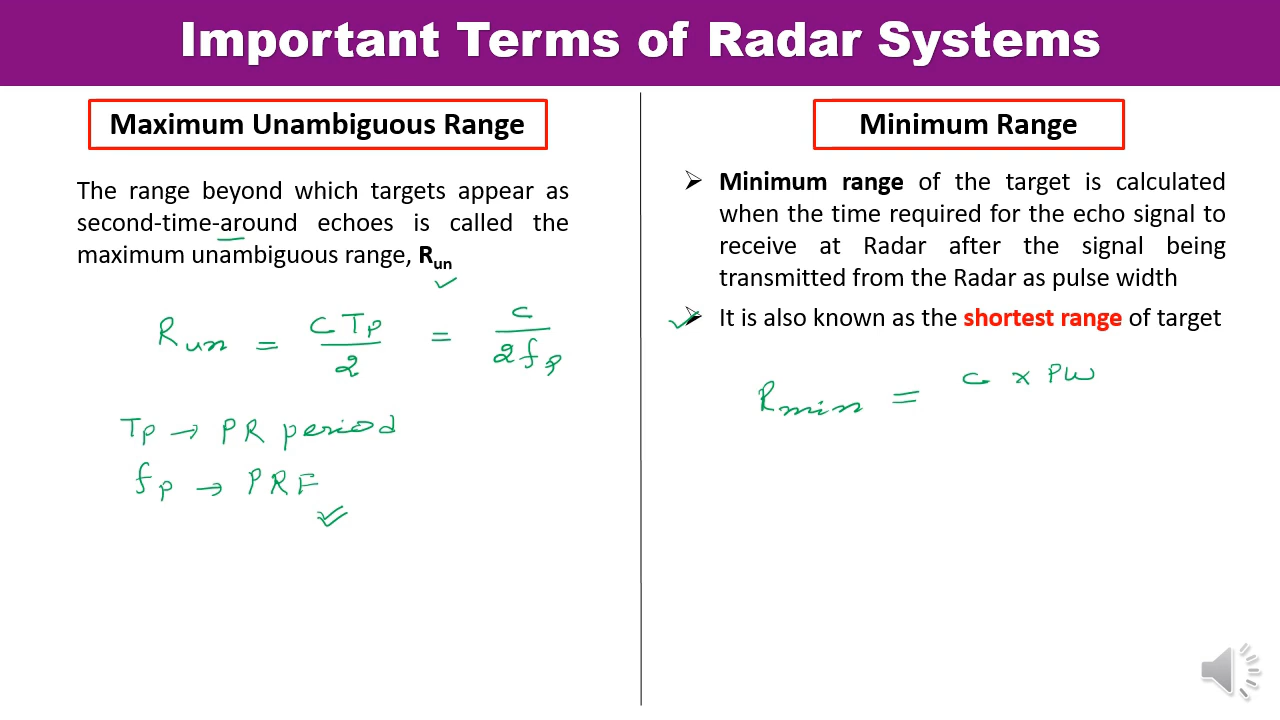 Important Terms of Radar Systems
Maximum Unambiguous Range
The range beyond which targets appear as
second-time-around echoes is called the
maximum unambiguous range, Run
Run = CTp/2 = c/2fp
Tp → PR period
fp → PRF
Minimum Range
➢ Minimum range of the target is calculated
when the time required for the echo signal to
receive at Radar after the signal being
transmitted from the Radar as pulse width
➢ It is also known as the shortest range of target
Rmin = c × PW